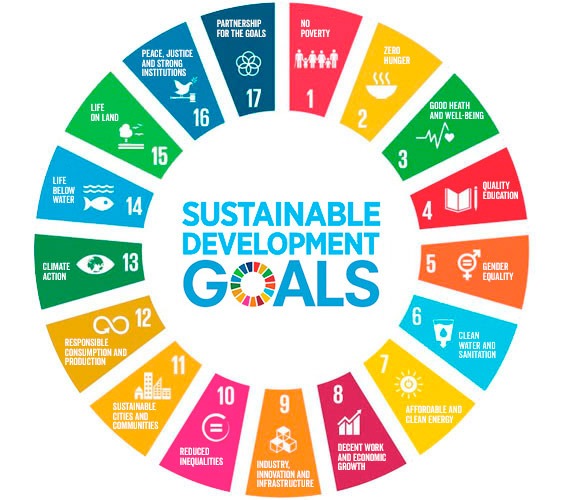 SUSTAINABLE
DEVELOPMENT
GOALS
NO
POVERTY
1
ZERO
HUNGER
2
GOOD HEATH
AND WELL-BEING
3
QUALITY
EDUCATION
4
GENDER
EQUALITY
5
CLEAN
WATER AND
SANITATION
6
AFFORDABLE AND
CLEAN ENERGY
7
DECENT WORK
AND ECONOMIC
GROWTH
8
INDUSTRY,
INNOVATION AND
INFRASTRUCTURE
9
REDUCED
INEQUALITIES
10
SUSTAINABLE
CITIES AND
COMMUNITIES
11
RESPONSIBLE
CONSUMPTION AND
PRODUCTION
12
CLIMATE
ACTION
13
LIFE
BELOW
WATER
14
LIFE
ON LAND
15
PEACE, JUSTICE
AND STRONG
INSTITUTIONS
16
PARTNERSHIP
FOR THE GOALS
17